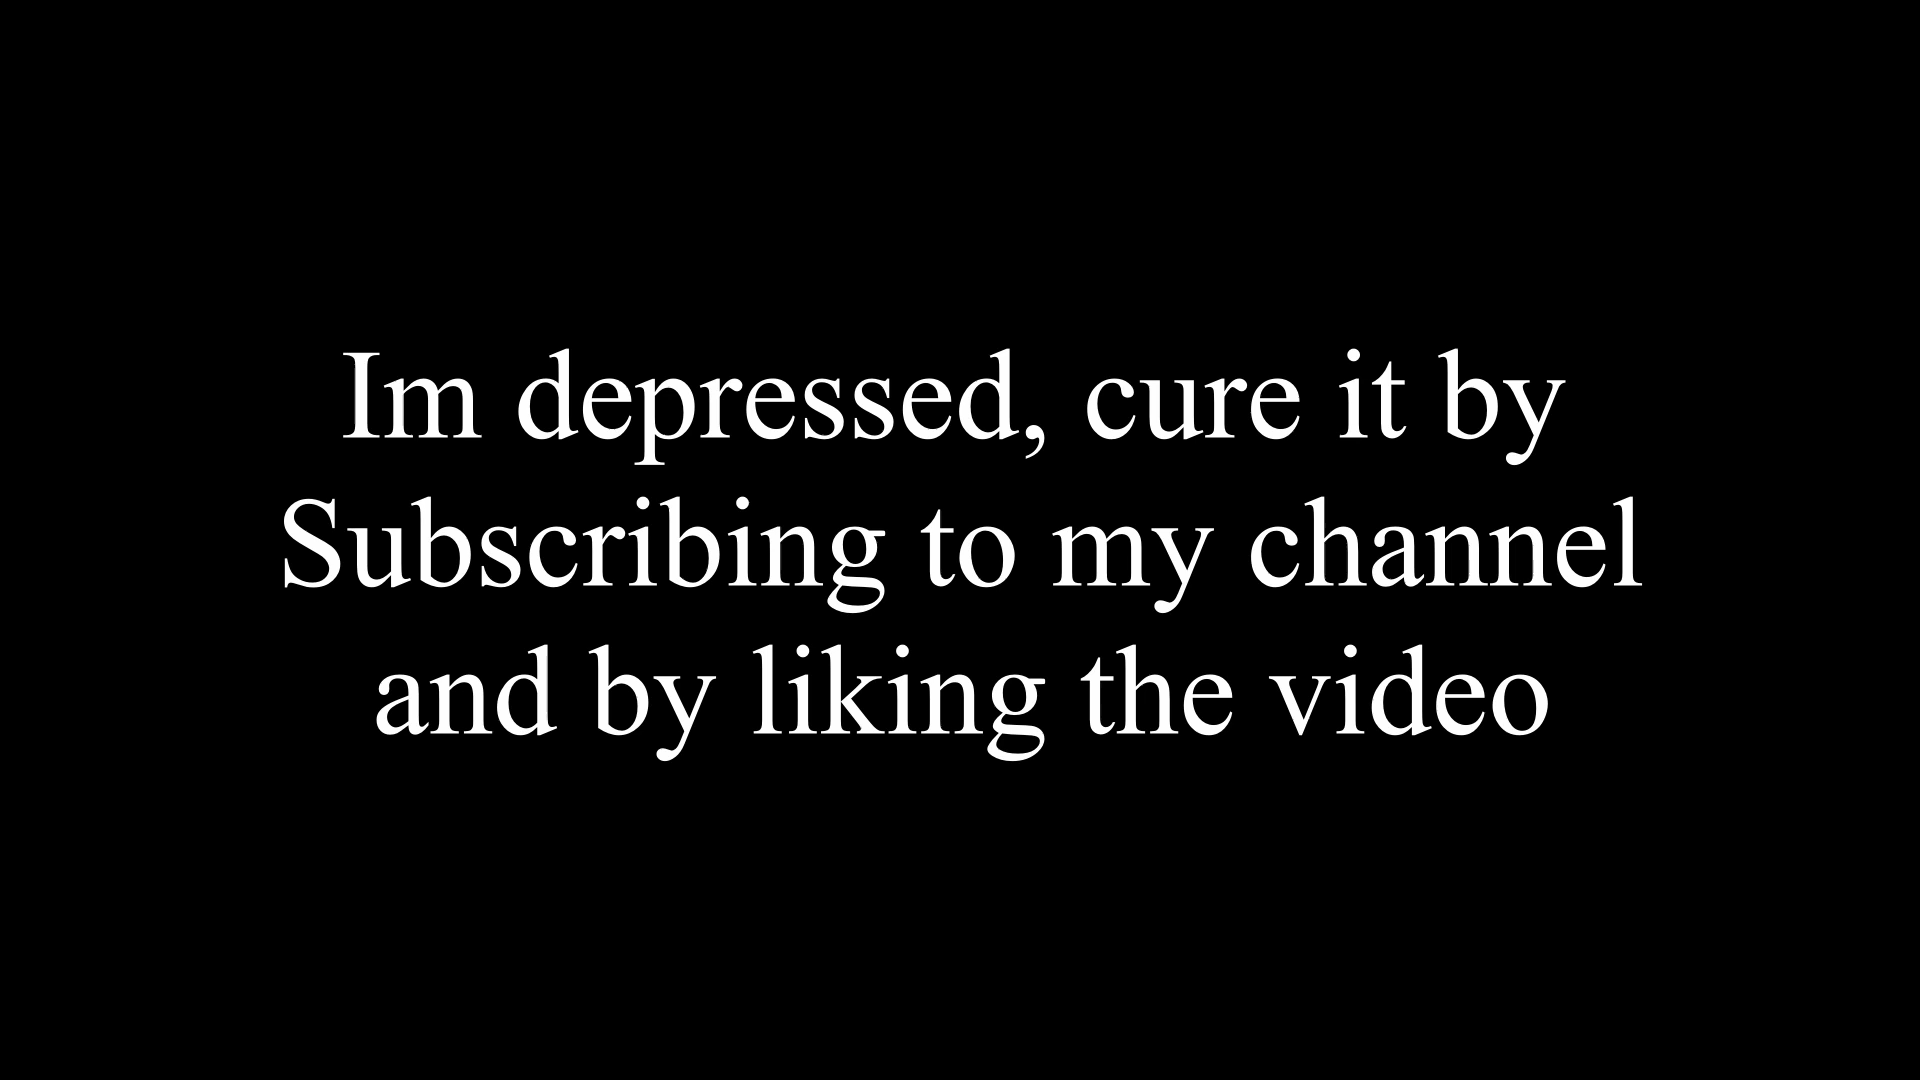 Im depressed, cure it by
Subscribing to my channel
and by liking the video